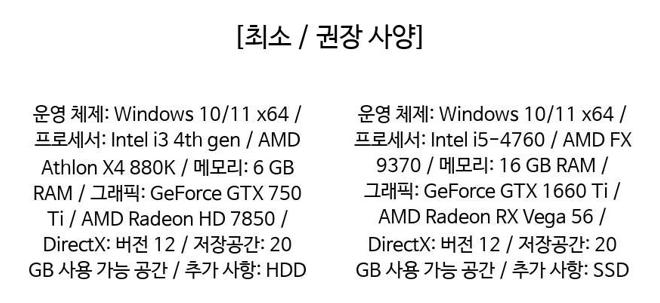 [최소 / 권장 사양]
운영 체제: Windows 10/11 x64 /
프로세서: Intel i3 4th gen / AMD
Athlon X4 880K / 메모리: 6 GB
RAM / 그래픽: GeForce GTX 750
Ti / AMD Radeon HD 7850 /
DirectX: 버전 12 / 저장공간: 20
GB 사용 가능 공간 / 추가 사항: HDD
운영 체제: Windows 10/11 x64 /
프로세서: Intel i5-4760 / AMD FX
9370 / 메모리: 16 GB RAM /
그래픽: GeForce GTX 1660 Ti /
AMD Radeon RX Vega 56 /
DirectX: 버전 12 / 저장공간: 20
GB 사용 가능 공간 / 추가 사항: SSD